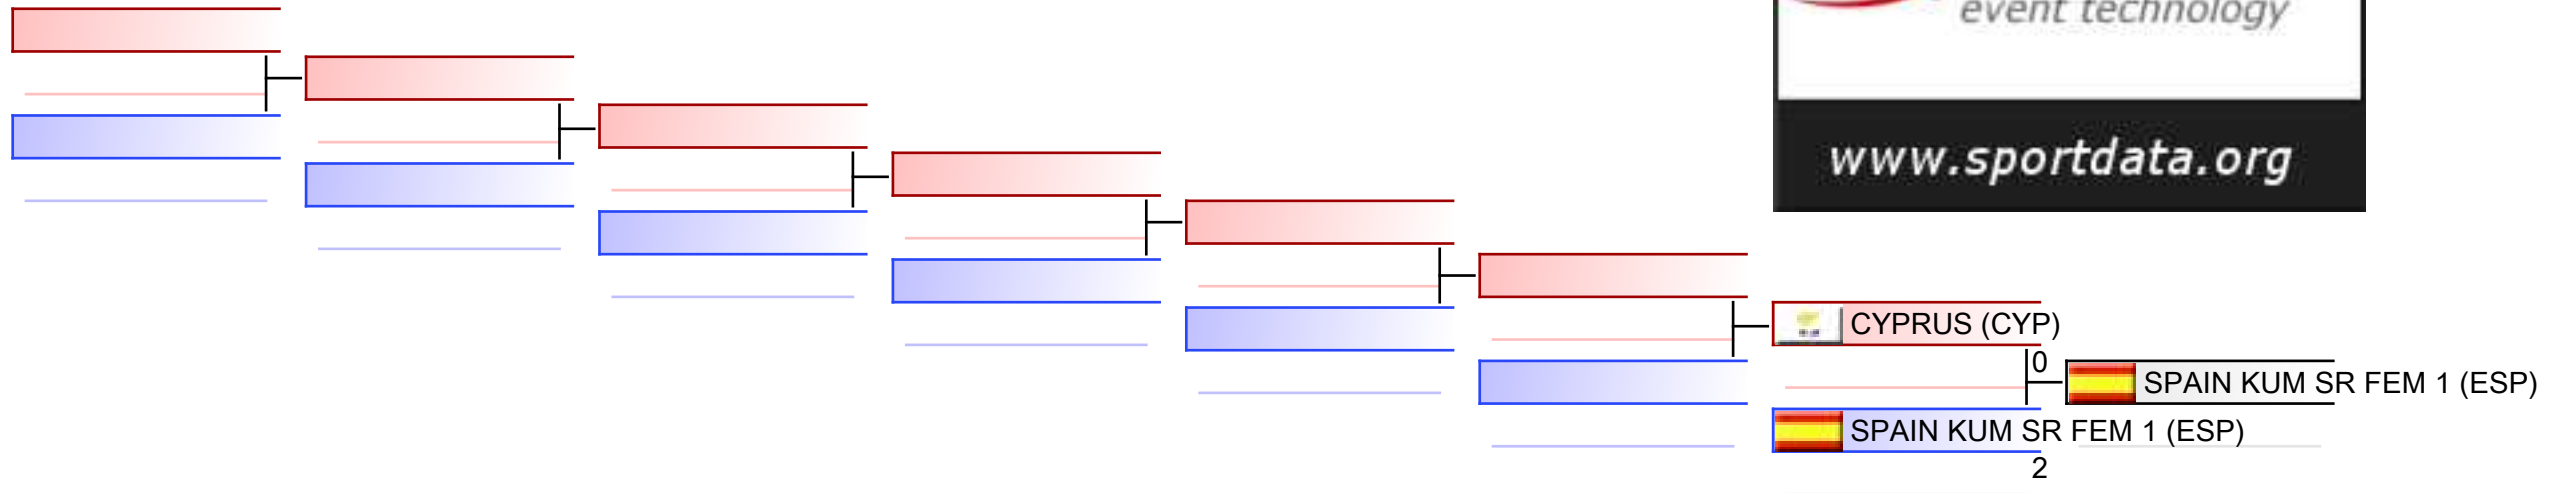 event technology
www.sportdata.org
CYPRUS (CYP)
0
SPAIN KUM SR FEM 1 (ESP)
SPAIN KUM SR FEM 1 (ESP)
2